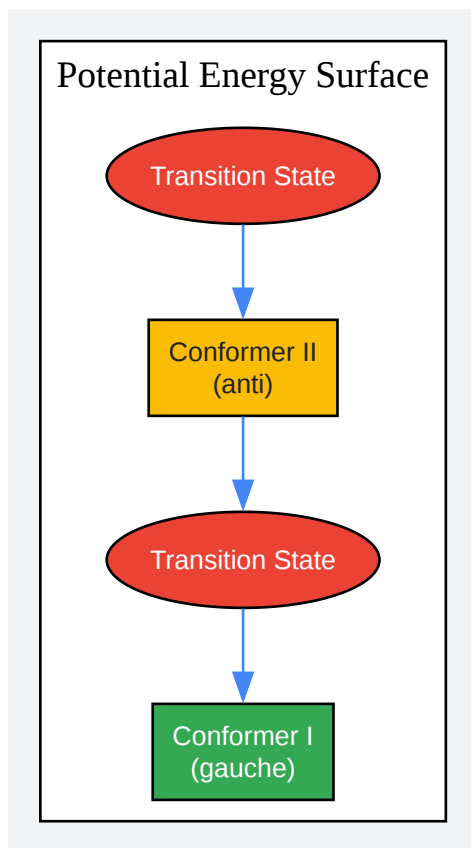 Potential Energy Surface
Transition State
Conformer II
(anti)
Transition State
Conformer I
(gauche)